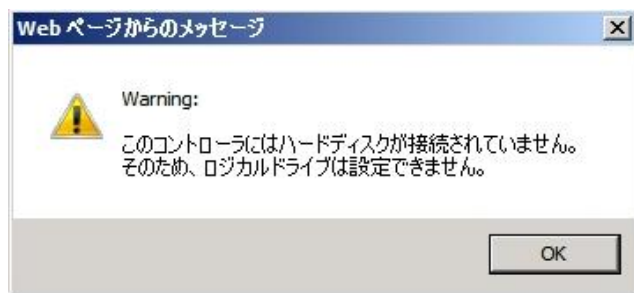 Web ページからのメッセージ
Warning:
このコントローラにはハードディスクが接続されていません。
そのため、ロジカルドライブは設定できません。
OK